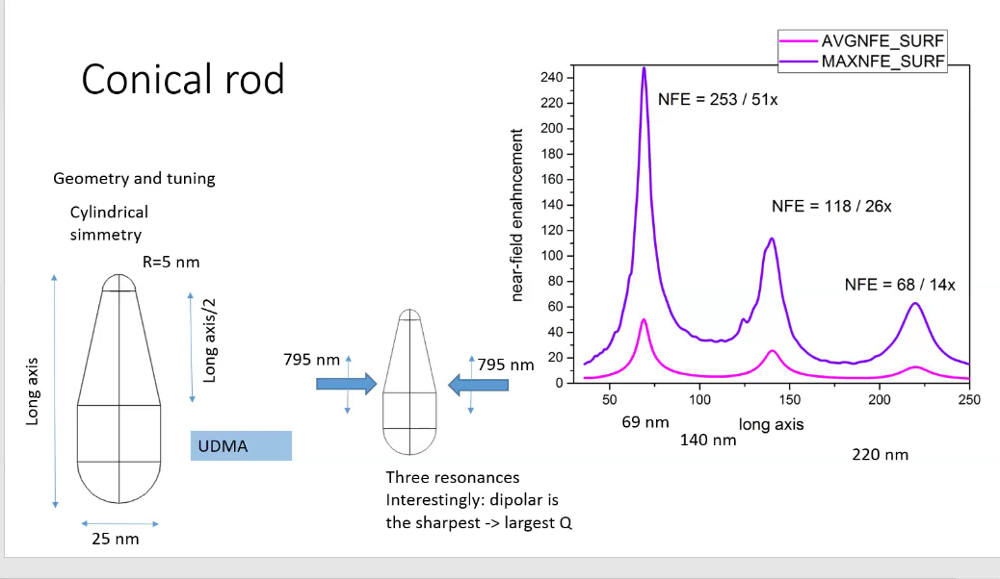 Conical rod
Geometry and tuning
Cylindrical
simmetry
R=5 nm
Long axis
Long axis/2
25 nm
UDMA
795 nm
795 nm
Three resonances
Interestingly: dipolar is
the sharpest -> largest Q
AVGNFE_SURF
MAXNFE_SURF
near-field enahncement
240
220
200
180
160
140
120
100
80
60
40
20
0
NFE = 253 / 51x
NFE = 118 / 26x
NFE = 68 / 14x
50
100
150
200
250
long axis
69 nm
140 nm
220 nm